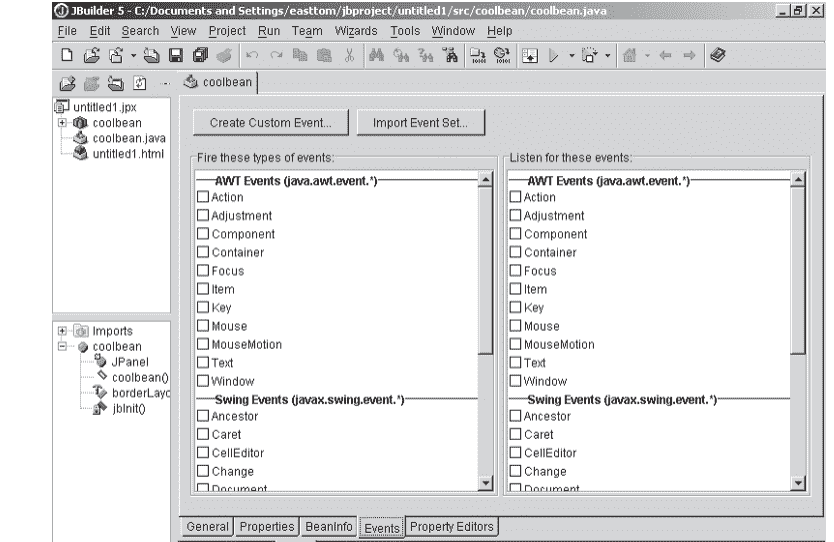 JBuilder 5 - C:/Documents and Settings/easttom/jbproject/untitled1/src/coolbean/coolbean.java
File Edit Search View Project Run Team Wizards Tools Window Help
coolbean
untitled1.jpx
coolbean
coolbean.java
untitled1.html
Imports
coolbean
JPanel
coolbean()
borderLayo
jbInit()
Create Custom Event...
Import Event Set...
Fire these types of events:
AWT Events (java.awt.event.*)
Action
Adjustment
Component
Container
Focus
Item
Key
Mouse
MouseMotion
Text
Window
Swing Events (javax.swing.event.*)
Ancestor
Caret
CellEditor
Change
Document
Listen for these events:
AWT Events (java.awt.event.*)
Action
Adjustment
Component
Container
Focus
Item
Key
Mouse
MouseMotion
Text
Window
Swing Events (javax.swing.event.*)
Ancestor
Caret
CellEditor
Change
Document
General Properties BeanInfo Events Property Editors